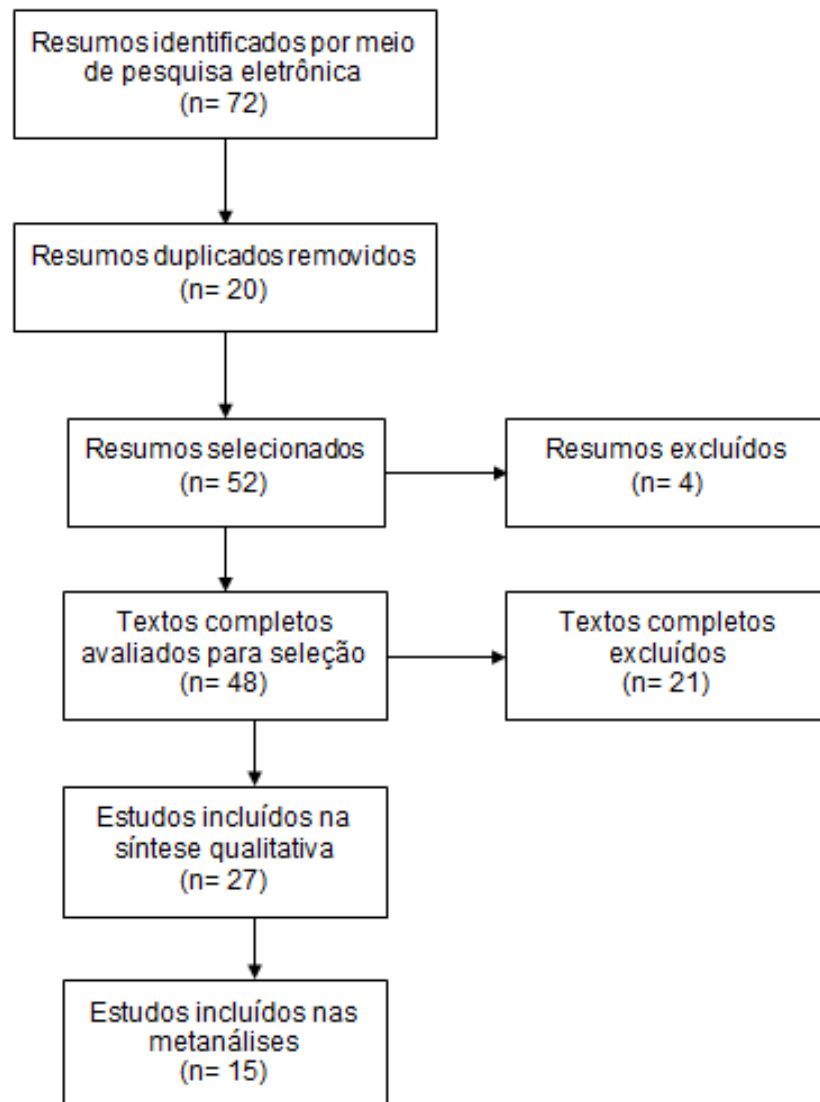 Resumos identificados por meio
de pesquisa eletrônica
(n= 72)
Resumos duplicados removidos
(n= 20)
Resumos selecionados
(n= 52)
Resumos excluídos
(n= 4)
Textos completos
avaliados para seleção
(n= 48)
Textos completos
excluídos
(n= 21)
Estudos incluídos na
síntese qualitativa
(n= 27)
Estudos incluídos nas
metanálises
(n= 15)